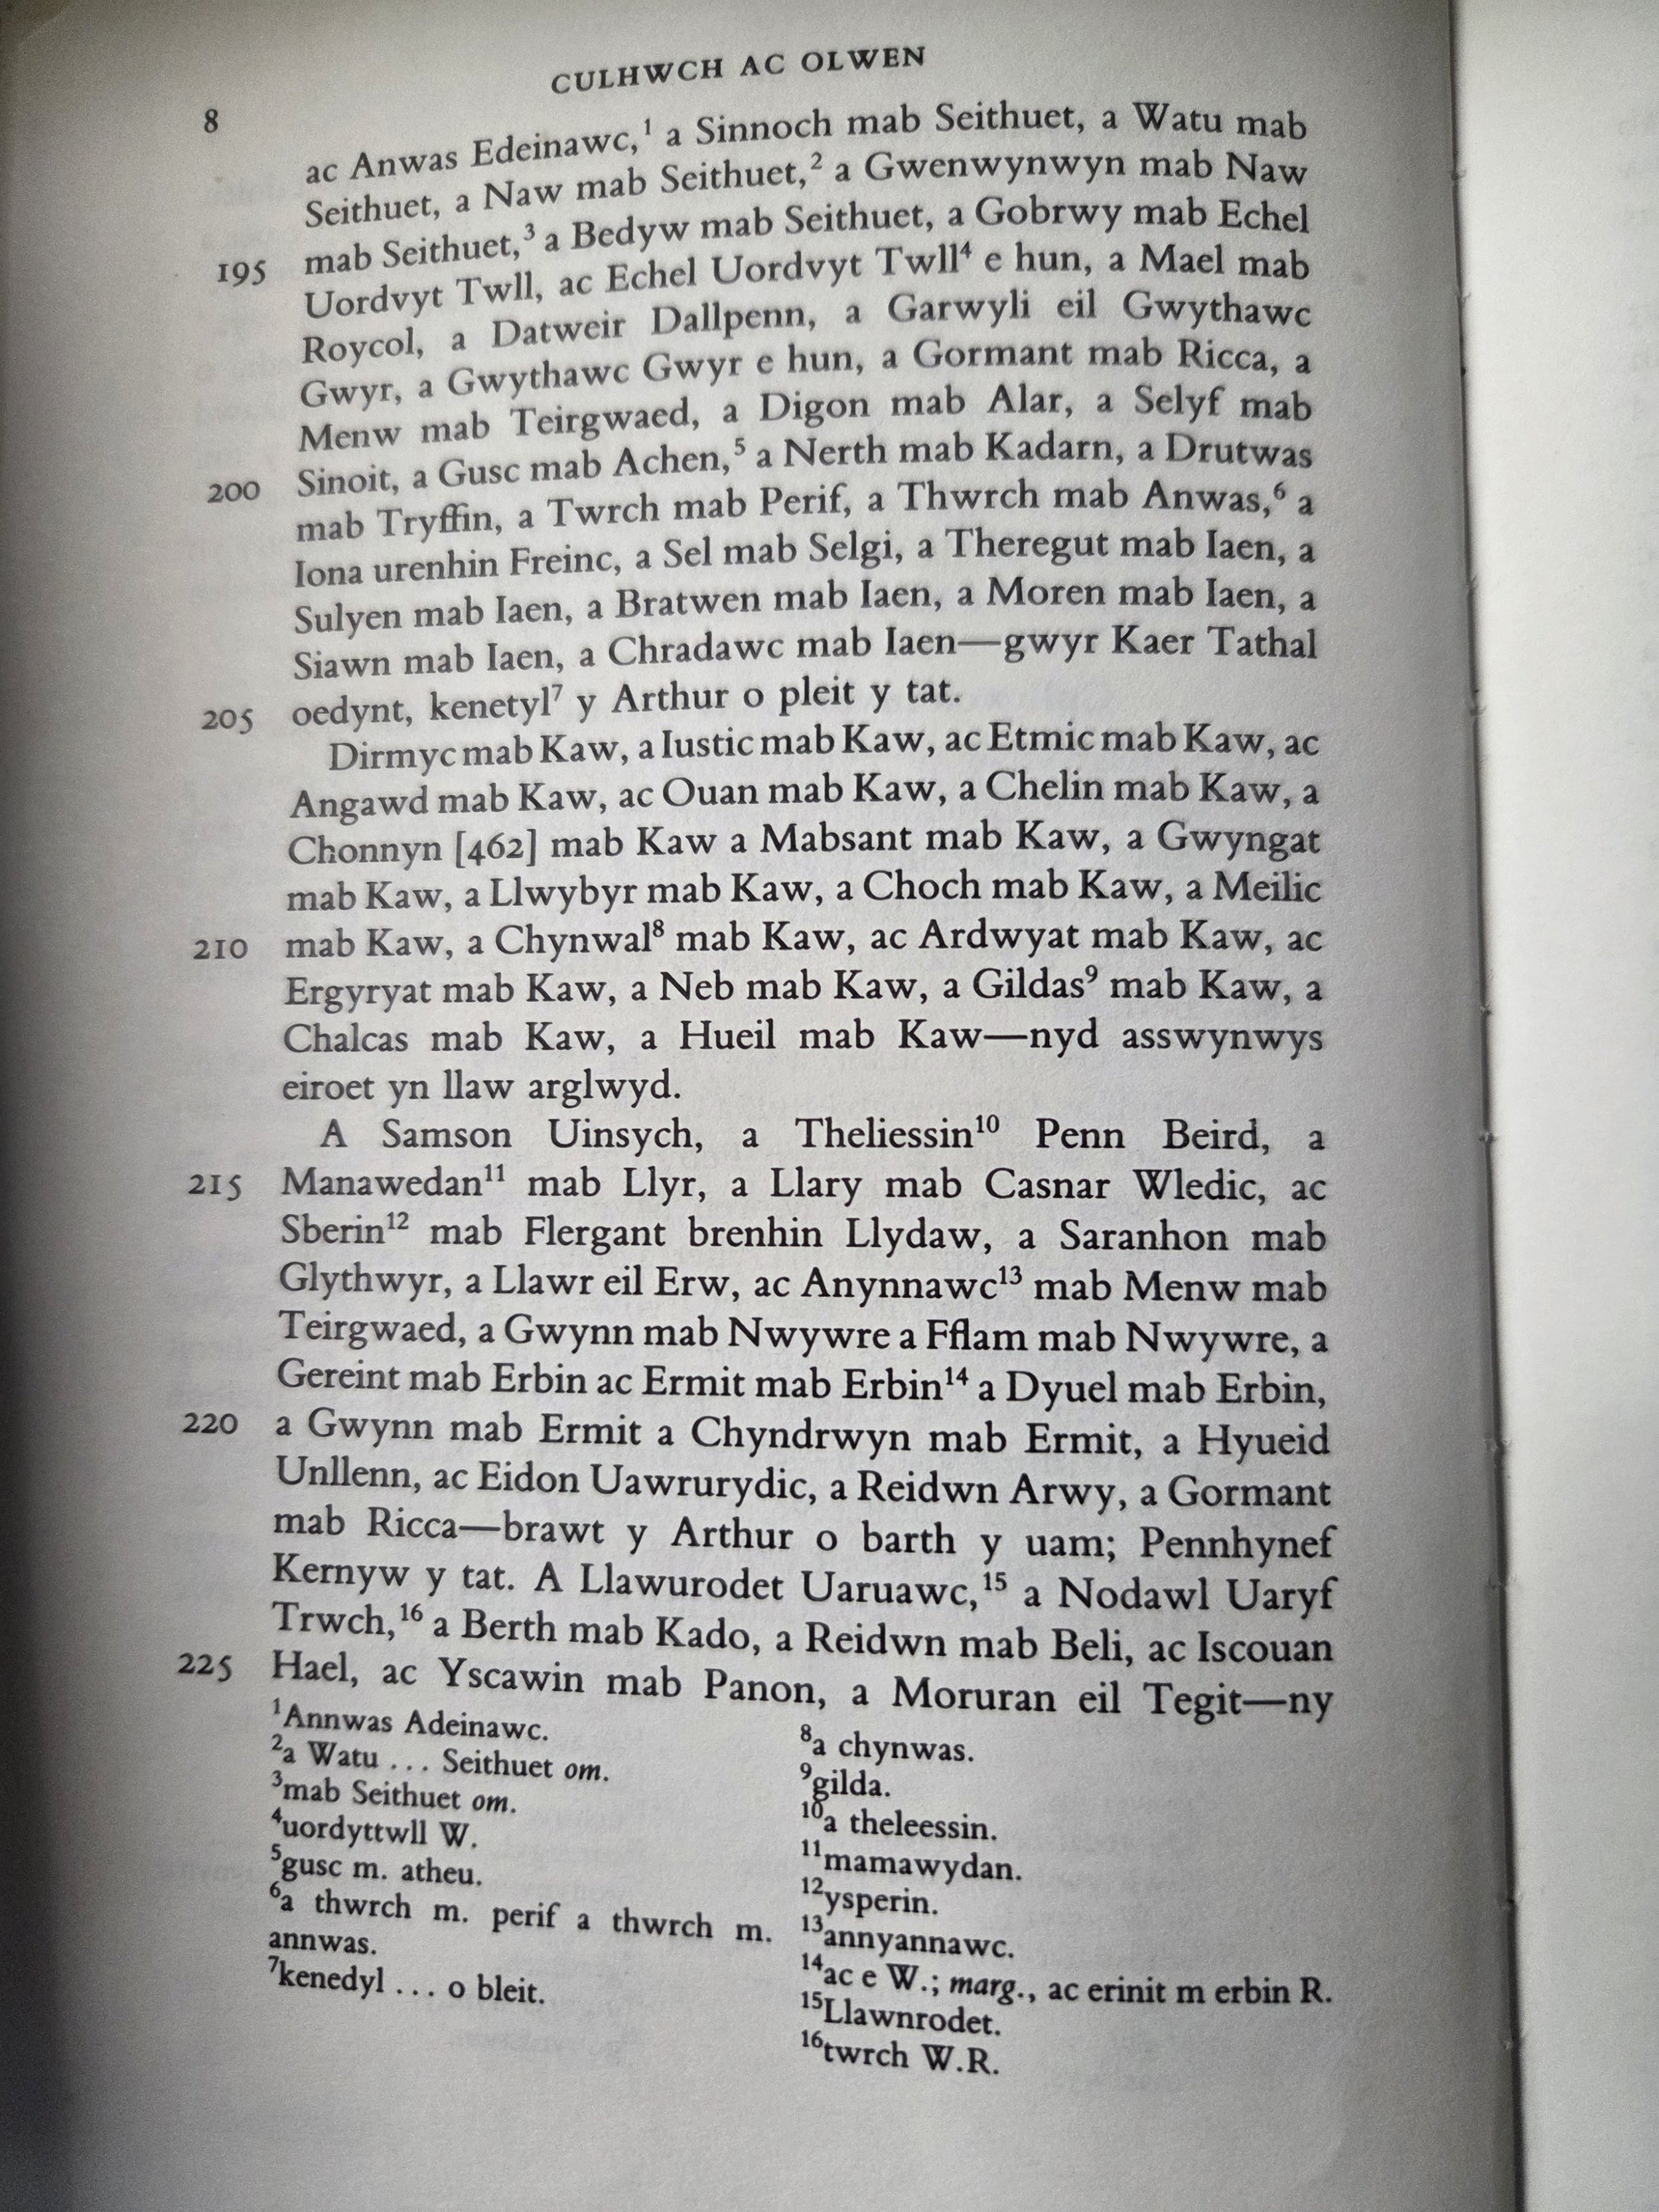 CULHWCH AC OLWEN
8
ac Anwas Edeinawc,¹ a Sinnoch mab Seithuet, a Watu mab
Seithuet, a Naw mab Seithuet,² a Gwenwynwyn mab Naw
mab Seithuet,³ a Bedyw mab Seithuet, a Gobrwy mab Echel
195 Uordvyt Twll, ac Echel Uordvyt Twll⁴ e hun, a Mael mab
Roycol, a Datweir Dallpenn, a Garwyli eil Gwythawc
Gwyr, a Gwythawc Gwyr e hun, a Gormant mab Ricca, a
Menw mab Teirgwaed, a Digon mab Alar, a Selyf mab
200 Sinoit, a Gusc mab Achen,⁵ a Nerth mab Kadarn, a Drutwas
mab Tryffin, a Twrch mab Perif, a Thwrch mab Anwas,⁶ a
Iona urenhin Freinc, a Sel mab Selgi, a Theregut mab Iaen, a
Sulyen mab Iaen, a Bratwen mab Iaen, a Moren mab Iaen, a
Siawn mab Iaen, a Chradawc mab Iaen—gwyr Kaer Tathal
205 oedynt, kenetyl⁷ y Arthur o pleit y tat.
Dirmyc mab Kaw, a Iustic mab Kaw, ac Etmic mab Kaw, ac
Angawd mab Kaw, ac Ouan mab Kaw, a Chelin mab Kaw, a
Chonnyn [462] mab Kaw a Mabsant mab Kaw, a Gwyngat
mab Kaw, a Llwybyr mab Kaw, a Choch mab Kaw, a Meilic
210 mab Kaw, a Chynwal⁸ mab Kaw, ac Ardwyat mab Kaw, ac
Ergyryat mab Kaw, a Neb mab Kaw, a Gildas⁹ mab Kaw, a
Chalcas mab Kaw, a Hueil mab Kaw—nyd asswynwys
eiroet yn llaw arglwyd.
A Samson Uinsych, a Theliessin¹⁰ Penn Beird, a
215 Manawedan¹¹ mab Llyr, a Llary mab Casnar Wledic, ac
Sberin¹² mab Flergant brenhin Llydaw, a Saranhon mab
Glythwyr, a Llawr eil Erw, ac Anynnawc¹³ mab Menw mab
Teirgwaed, a Gwynn mab Nwywre a Fflam mab Nwywre, a
Gereint mab Erbin ac Ermit mab Erbin¹⁴ a Dyuel mab Erbin,
220 a Gwynn mab Ermit a Chyndrwyn mab Ermit, a Hyueid
Unllenn, ac Eidon Uawrurydic, a Reidwn Arwy, a Gormant
mab Ricca—brawt y Arthur o barth y uam; Pennhynef
Kernyw y tat. A Llawurodet Uaruawc,¹⁵ a Nodawl Uaryf
Trwch,¹⁶ a Berth mab Kado, a Reidwn mab Beli, ac Iscouan
225 Hael, ac Yscawin mab Panon, a Moruran eil Tegit—ny
¹Annwas Adeinawc.
²a Watu ... Seithuet om.
³mab Seithuet om.
⁴uordyttwll W.
⁵gusc m. atheu.
⁶a thwrch m. perif a thwrch m.
annwas.
⁷kenedyl ... o bleit.
⁸a chynwas.
⁹gilda.
¹⁰a theleessin.
¹¹mamawydan.
¹²ysperin.
¹³annyannawc.
¹⁴ac e W.; marg., ac erinit m erbin R.
¹⁵Llawnrodet.
¹⁶twrch W.R.